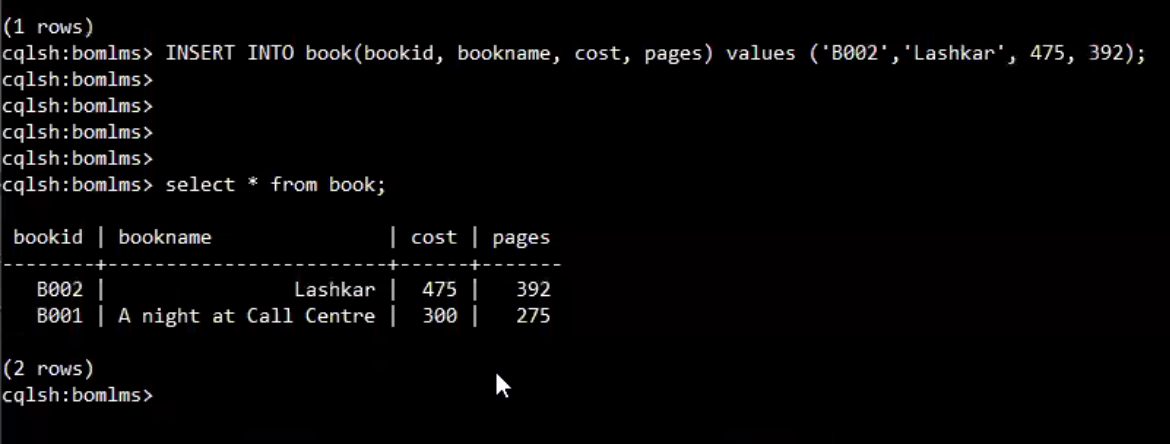 (1 rows)
cqlsh:bomlms> INSERT INTO book(bookid, bookname, cost, pages) values ('B002','Lashkar', 475, 392);
cqlsh:bomlms>
cqlsh:bomlms>
cqlsh:bomlms>
cqlsh:bomlms>
cqlsh:bomlms> select * from book;
bookid | bookname | cost | pages
--------+------------------------+------+-------
B002 | Lashkar | 475 | 392
B001 | A night at Call Centre | 300 | 275
(2 rows)
cqlsh:bomlms>